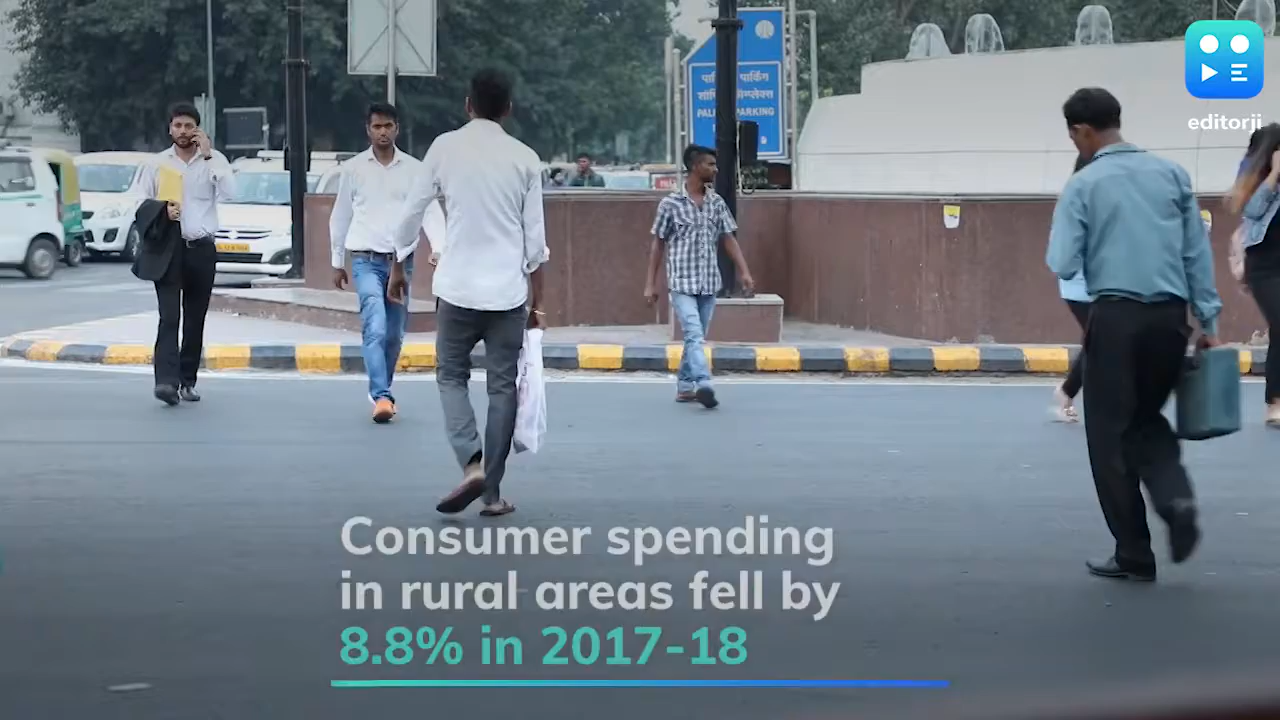 editorji
पार्किंग
PARKING
Consumer spending
in rural areas fell by
8.8% in 2017-18